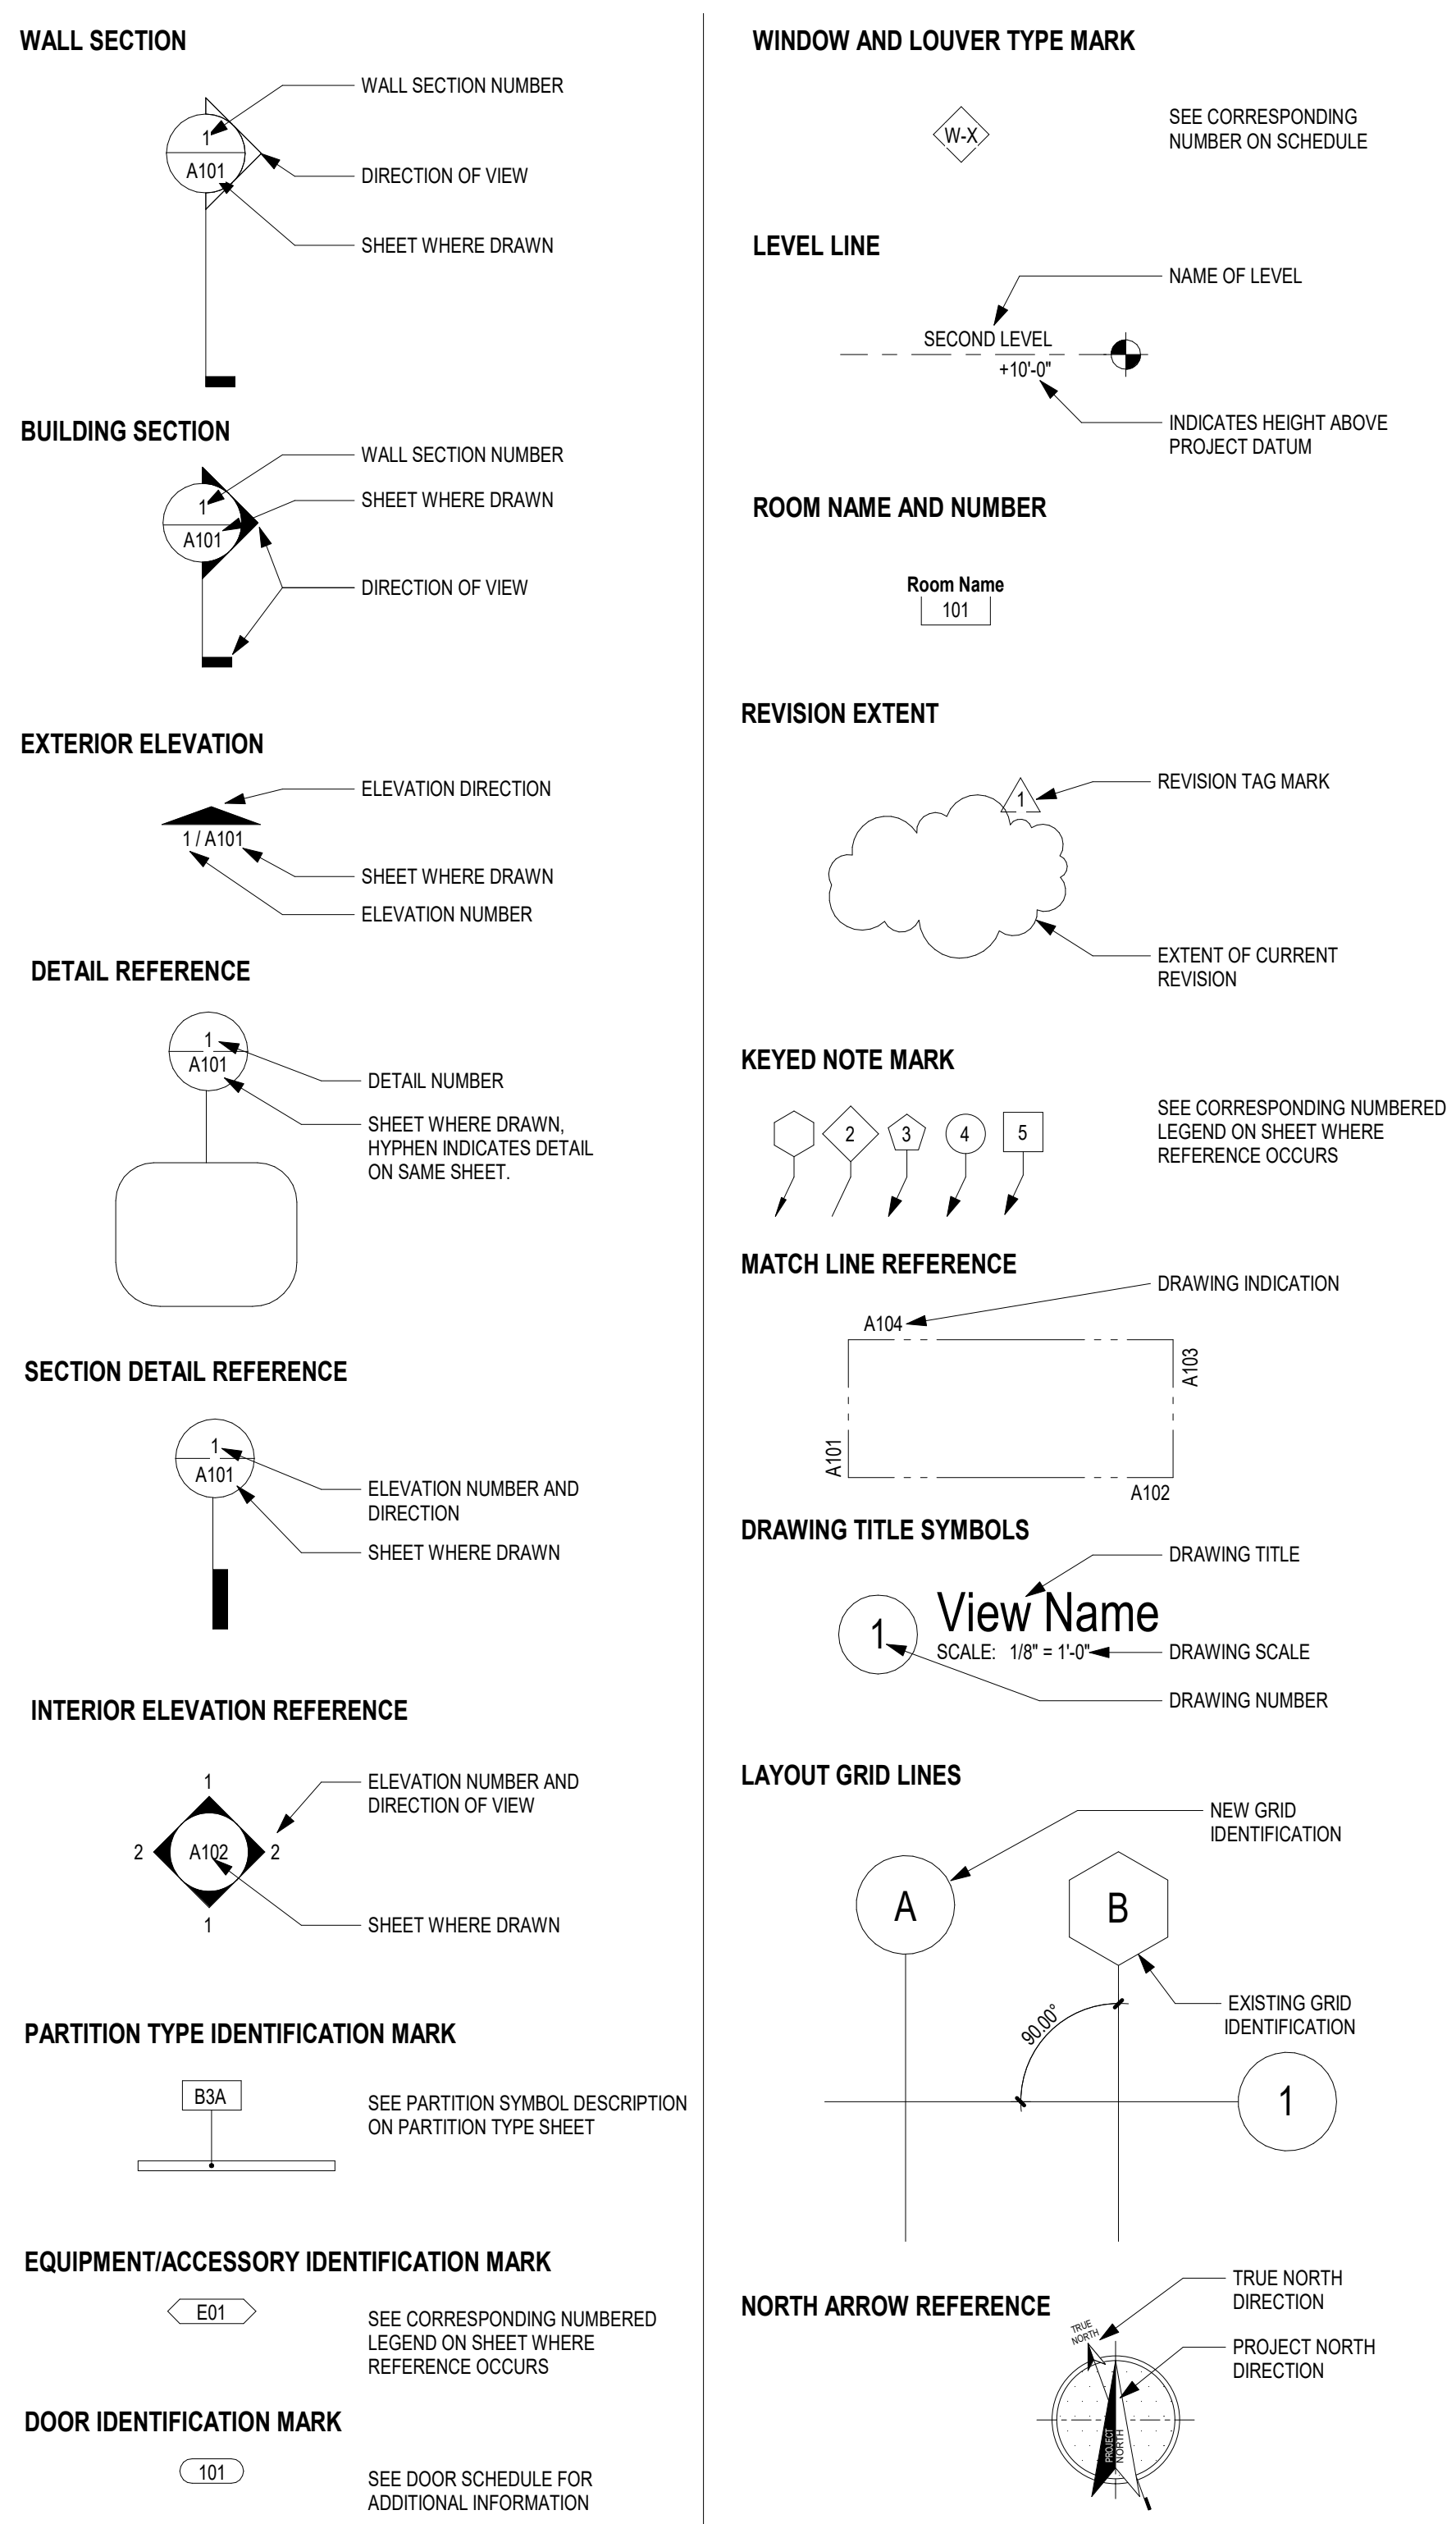 WALL SECTION
WALL SECTION NUMBER
1
A101
DIRECTION OF VIEW
SHEET WHERE DRAWN
BUILDING SECTION
WALL SECTION NUMBER
SHEET WHERE DRAWN
1
A101
DIRECTION OF VIEW
EXTERIOR ELEVATION
ELEVATION DIRECTION
1 / A101
SHEET WHERE DRAWN
ELEVATION NUMBER
DETAIL REFERENCE
1
A101
DETAIL NUMBER
SHEET WHERE DRAWN,
HYPHEN INDICATES DETAIL
ON SAME SHEET.
SECTION DETAIL REFERENCE
1
A101
ELEVATION NUMBER AND
DIRECTION
SHEET WHERE DRAWN
INTERIOR ELEVATION REFERENCE
1
ELEVATION NUMBER AND
DIRECTION OF VIEW
2
A102
2
1
SHEET WHERE DRAWN
PARTITION TYPE IDENTIFICATION MARK
B3A
SEE PARTITION SYMBOL DESCRIPTION
ON PARTITION TYPE SHEET
EQUIPMENT/ACCESSORY IDENTIFICATION MARK
E01
SEE CORRESPONDING NUMBERED
LEGEND ON SHEET WHERE
REFERENCE OCCURS
DOOR IDENTIFICATION MARK
101
SEE DOOR SCHEDULE FOR
ADDITIONAL INFORMATION
WINDOW AND LOUVER TYPE MARK
W-X
SEE CORRESPONDING
NUMBER ON SCHEDULE
LEVEL LINE
NAME OF LEVEL
SECOND LEVEL
+10'-0"
INDICATES HEIGHT ABOVE
PROJECT DATUM
ROOM NAME AND NUMBER
Room Name
101
REVISION EXTENT
1
REVISION TAG MARK
EXTENT OF CURRENT
REVISION
KEYED NOTE MARK
2
3
4
5
SEE CORRESPONDING NUMBERED
LEGEND ON SHEET WHERE
REFERENCE OCCURS
MATCH LINE REFERENCE
DRAWING INDICATION
A104
A103
A101
A102
DRAWING TITLE SYMBOLS
DRAWING TITLE
1
View Name
SCALE: 1/8" = 1'-0"
DRAWING SCALE
DRAWING NUMBER
LAYOUT GRID LINES
NEW GRID
IDENTIFICATION
A
B
EXISTING GRID
IDENTIFICATION
90.00°
1
NORTH ARROW REFERENCE
TRUE NORTH
DIRECTION
TRUE
NORTH
PROJECT NORTH
DIRECTION
PROJECT
NORTH